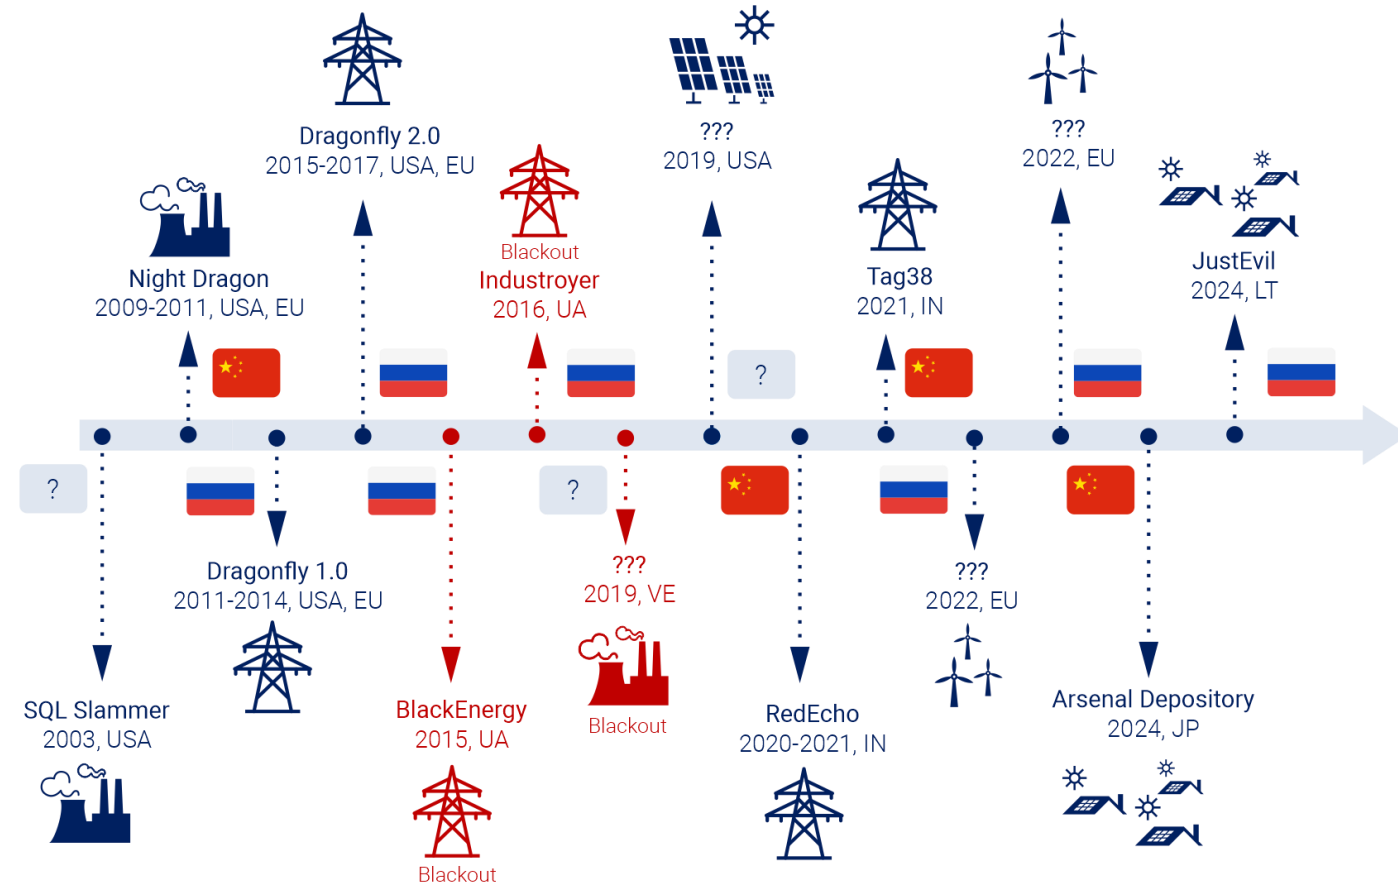 Dragonfly 2.0
2015-2017, USA, EU
???
2019, USA
???
2022, EU
Night Dragon
2009-2011, USA, EU
Blackout
Industroyer
2016, UA
Tag38
2021, IN
JustEvil
2024, LT
?
?
?
Dragonfly 1.0
2011-2014, USA, EU
???
2019, VE
Blackout
???
2022, EU
SQL Slammer
2003, USA
BlackEnergy
2015, UA
Blackout
RedEcho
2020-2021, IN
Arsenal Depository
2024, JP